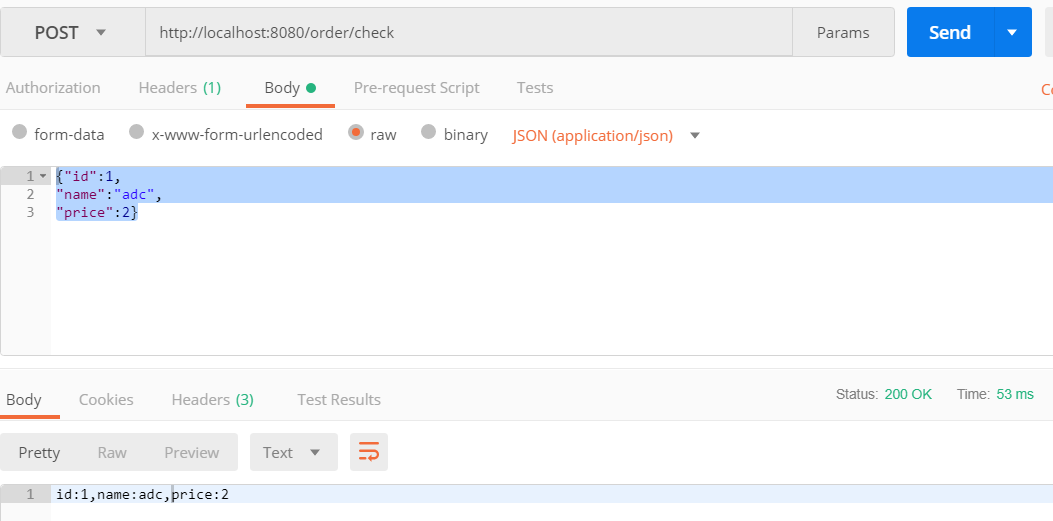 POST http://localhost:8080/order/check Params Send
Authorization Headers (1) Body Pre-request Script Tests
form-data x-www-form-urlencoded raw binary JSON (application/json)
1 {"id":1,
2 "name":"adc",
3 "price":2}
Body Cookies Headers (3) Test Results Status: 200 OK Time: 53 ms
Pretty Raw Preview Text
1 id:1,name:adc,price:2